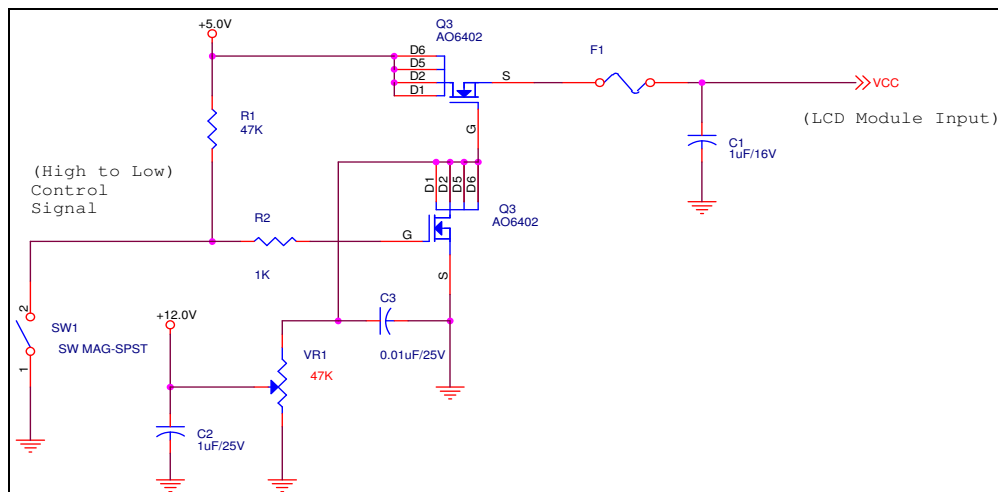 +5.0V
Q3
AO6402
D6
D5
D2
D1
S
G
F1
VCC
(LCD Module Input)
C1
1uF/16V
R1
47K
(High to Low)
Control
Signal
D1
D2
D5
D6
Q3
AO6402
R2
1K
G
S
2
SW1
SW MAG-SPST
1
+12.0V
C3
0.01uF/25V
VR1
47K
C2
1uF/25V